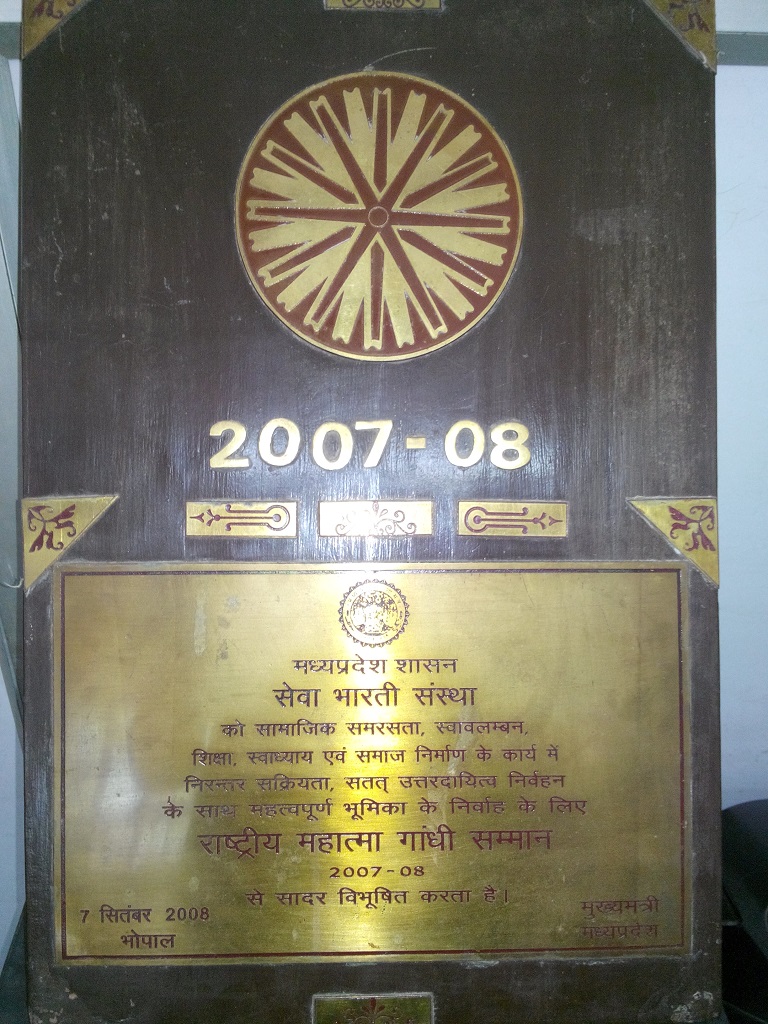 2007-08
मध्यप्रदेश शासन
सेवा भारती संस्था
को सामाजिक समरसता, स्वावलम्बन,
शिक्षा, स्वाध्याय एवं समाज निर्माण के कार्य में
निरन्तर सक्रियता, सतत् उत्तरदायित्व निर्वहन
के साथ महत्वपूर्ण भूमिका के निर्वाह के लिए
राष्ट्रीय महात्मा गांधी सम्मान
2007-08
से सादर विभूषित करता है।
7 सितंबर 2008
भोपाल
मुख्यमंत्री
मध्यप्रदेश